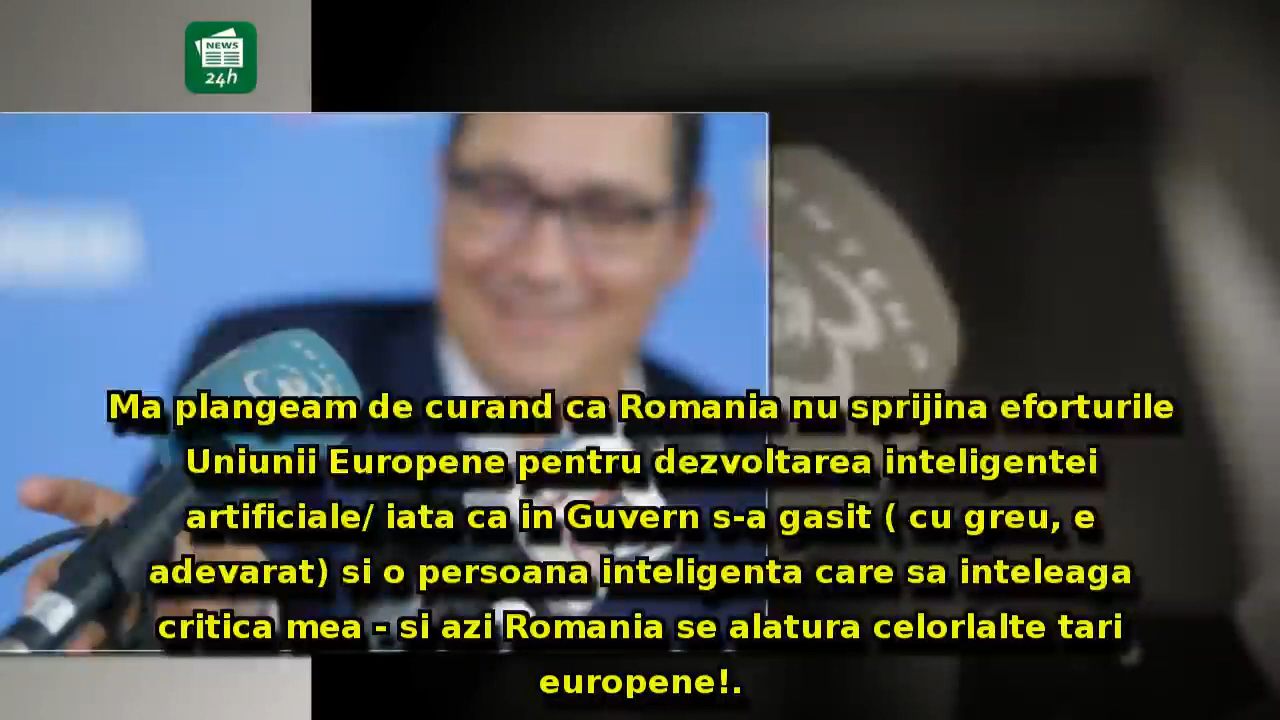 NEWS
24h
Ma plangeam de curand ca Romania nu sprijina eforturile
Uniunii Europene pentru dezvoltarea inteligentei
artificiale/ iata ca in Guvern s-a gasit ( cu greu, e
adevarat) si o persoana inteligenta care sa inteleaga
critica mea - si azi Romania se alatura celorlalte tari
europene!.